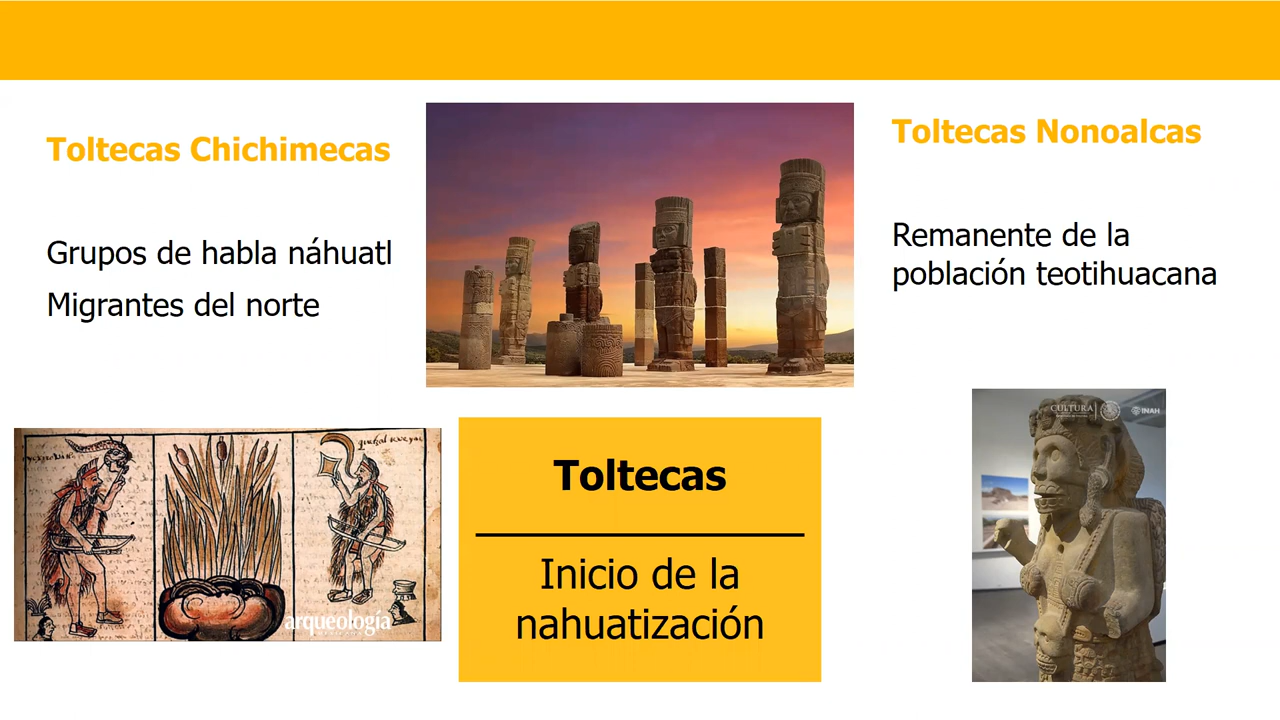 Toltecas Chichimecas
Grupos de habla náhuatl
Migrantes del norte
Toltecas Nonoalcas
Remanente de la
población teotihuacana
arqueología
Toltecas
Inicio de la
nahuatización
CULTURA
INAH